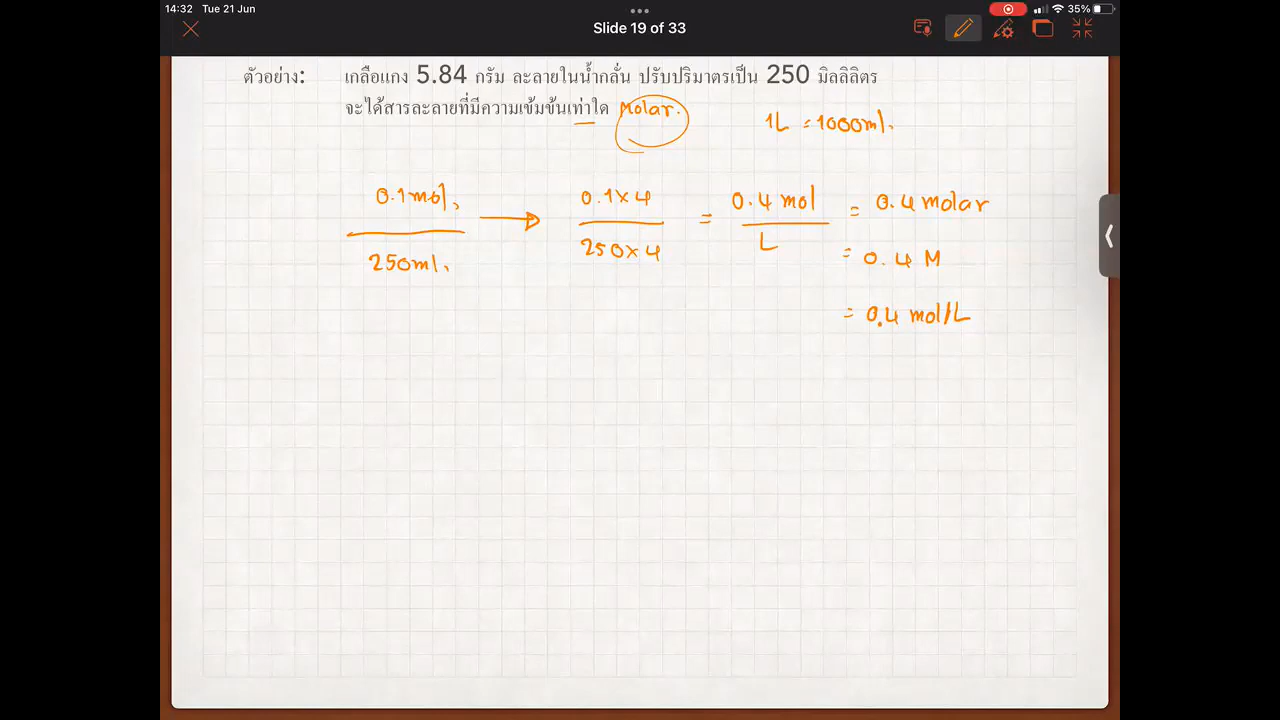 14:32 Tue 21 Jun
35%
Slide 19 of 33
ตัวอย่าง: เกลือแกง 5.84 กรัม ละลายในน้ำกลั่น ปรับปริมาตรเป็น 250 มิลลิลิตร
จะได้สารละลายที่มีความเข้มข้นเท่าใด Molar.
1L = 1000ml.
0.1mol. / 250ml. → 0.1×4 / 250×4 = 0.4 mol / L = 0.4 molar
= 0.4 M
= 0.4 mol/L